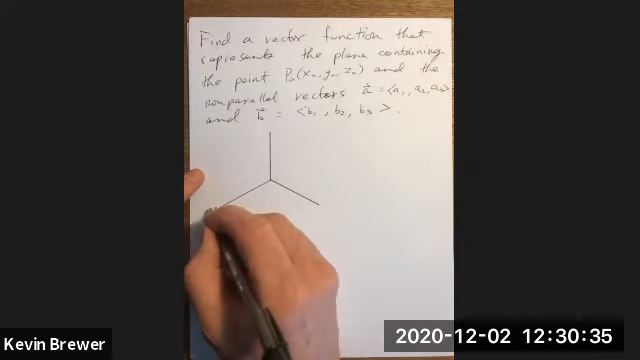 Find a vector function that
represents the plane containing
the point P₀(x₀, y₀, z₀) and the
nonparallel vectors a⃗ = <a₁, a₂, a₃>
and b⃗ = <b₁, b₂, b₃>.
Kevin Brewer
2020-12-02 12:30:35